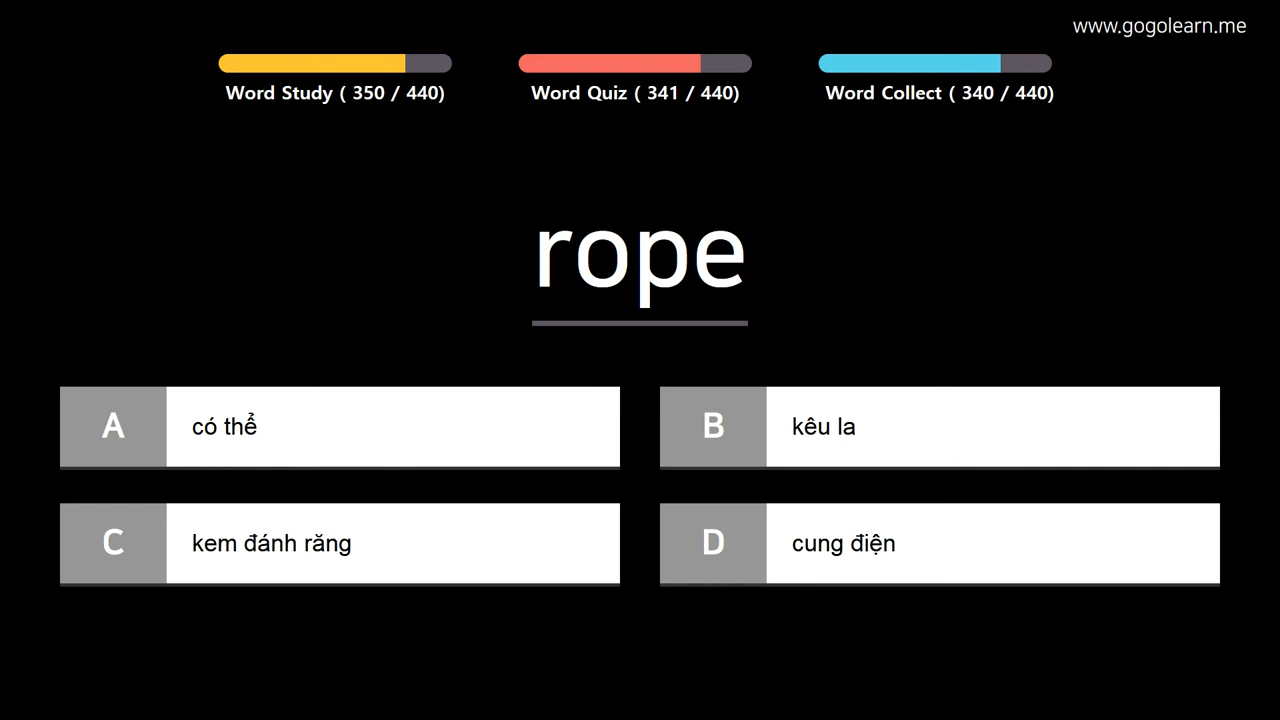 www.gogolearn.me
Word Study ( 350 / 440)
Word Quiz ( 341 / 440)
Word Collect ( 340 / 440)
rope
A
có thể
B
kêu la
C
kem đánh răng
D
cung điện